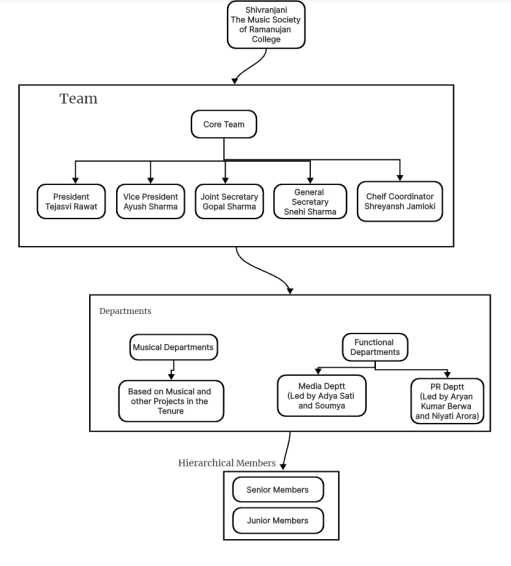 Shivranjani
The Music Society
of Ramanujan
College
Team
Core Team
President
Tejasvi Rawat
Vice President
Ayush Sharma
Joint Secretary
Gopal Sharma
General
Secretary
Snehi Sharma
Cheif Coordinator
Shreyansh Jamloki
Departments
Musical Departments
Functional
Departments
Based on Musical and
other Projects in the
Tenure
Media Deptt
(Led by Adya Sati
and Soumya
PR Deptt
(Led by Aryan
Kumar Berwa
and Niyati Arora)
Hierarchical Members
Senior Members
Junior Members